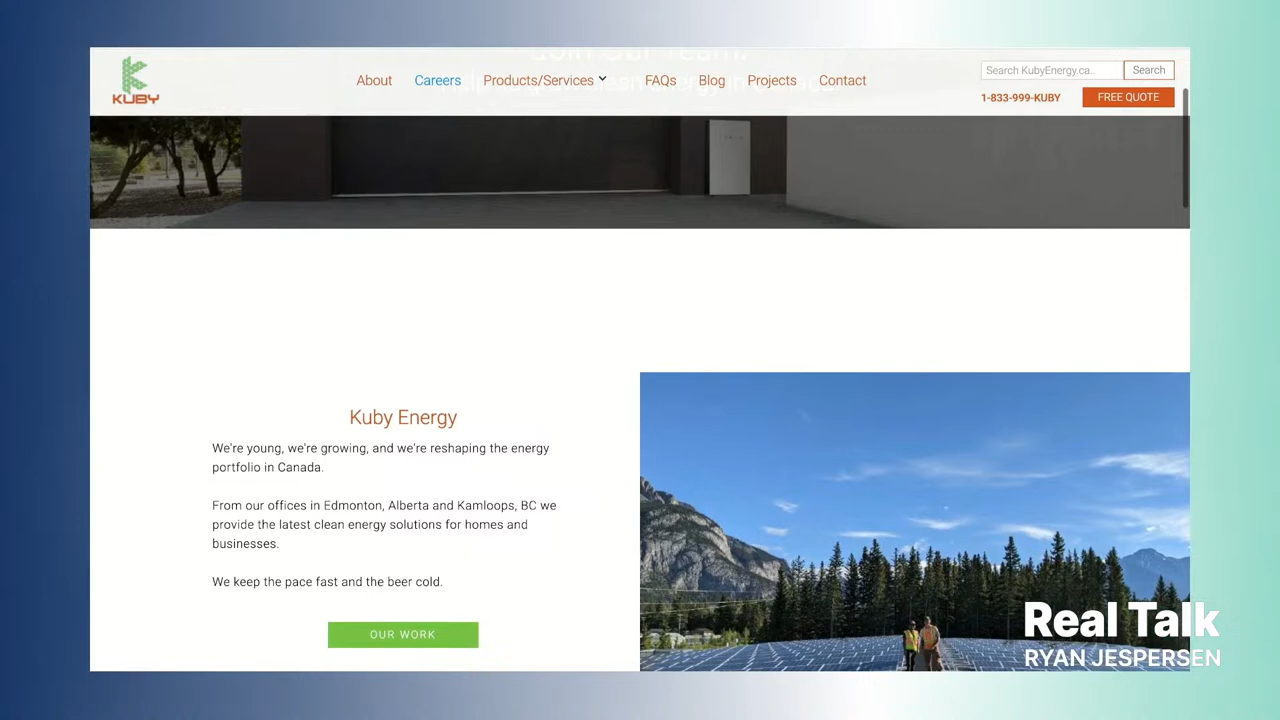 Join Our Team.
KUBY
About Careers Products/Services FAQs Blog Projects Contact
Search KubyEnergy.ca..
Search
1-833-999-KUBY
FREE QUOTE
Kuby Energy
We're young, we're growing, and we're reshaping the energy
portfolio in Canada.
From our offices in Edmonton, Alberta and Kamloops, BC we
provide the latest clean energy solutions for homes and
businesses.
We keep the pace fast and the beer cold.
OUR WORK
Real Talk
RYAN JESPERSEN